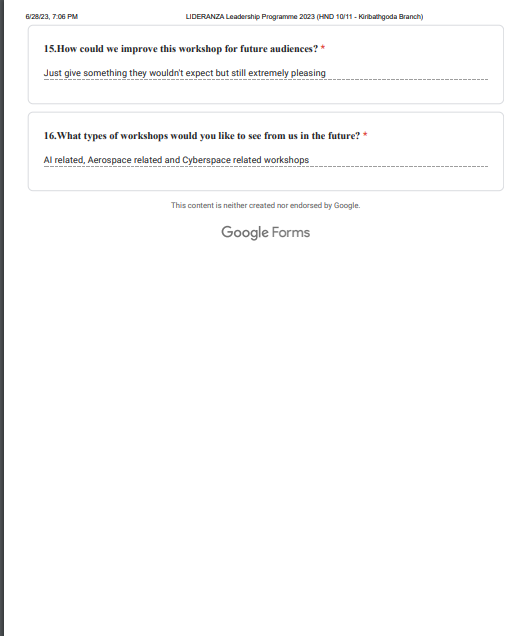 6/28/23, 7:06 PM LIDERANZA Leadership Programme 2023 (HND 10/11 - Kiribathgoda Branch)
15.How could we improve this workshop for future audiences? *
Just give something they wouldn't expect but still extremely pleasing
16.What types of workshops would you like to see from us in the future? *
AI related, Aerospace related and Cyberspace related workshops
This content is neither created nor endorsed by Google.
Google Forms